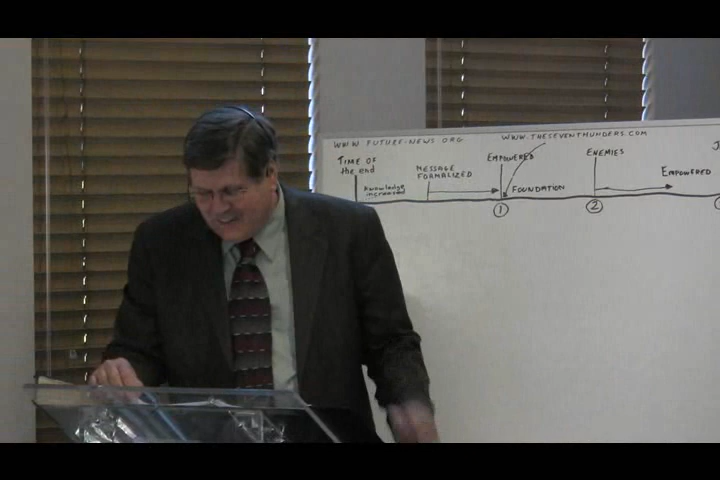 WWW. FUTURE-NEWS. ORG
WWW. THESEVENTHUNDERS.COM
TIME OF
the end
Knowledge
increased
MESSAGE
FORMALIZED
EMPOWERED
FOUNDATION
ENEMIES
EMPOWERED
J
1
2